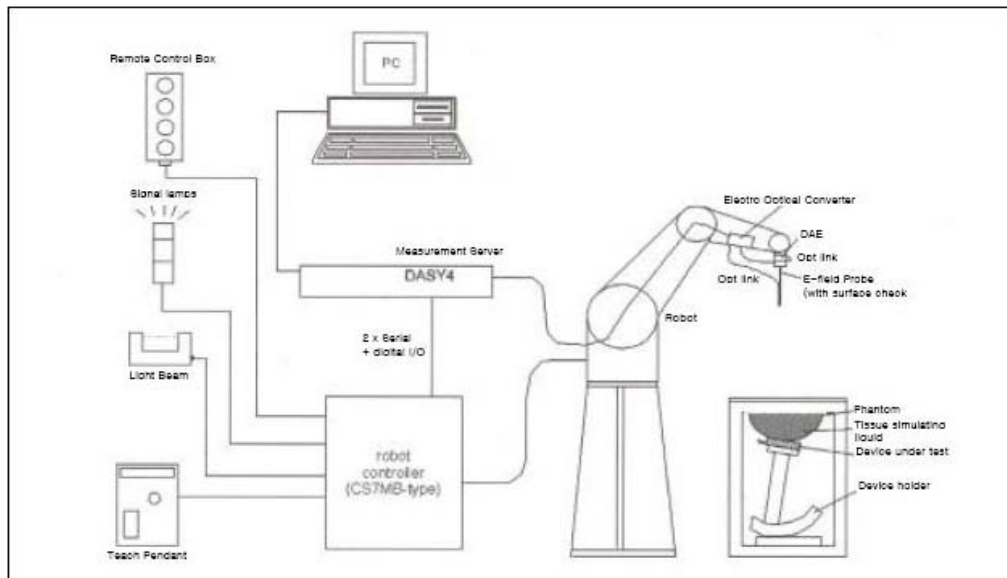 Remote Control Box
PC
Signal lamps
Electro Optical Converter
DAE
Opt link
Measurement Server
DASY4
Opt link
E-field Probe
(with surface check
Robot
2 x Serial
+ digital I/O
Light Beam
Phantom
Tissue simulating
liquid
Device under test
robot
controller
(CS7MB-type)
Device holder
Teach Pendant